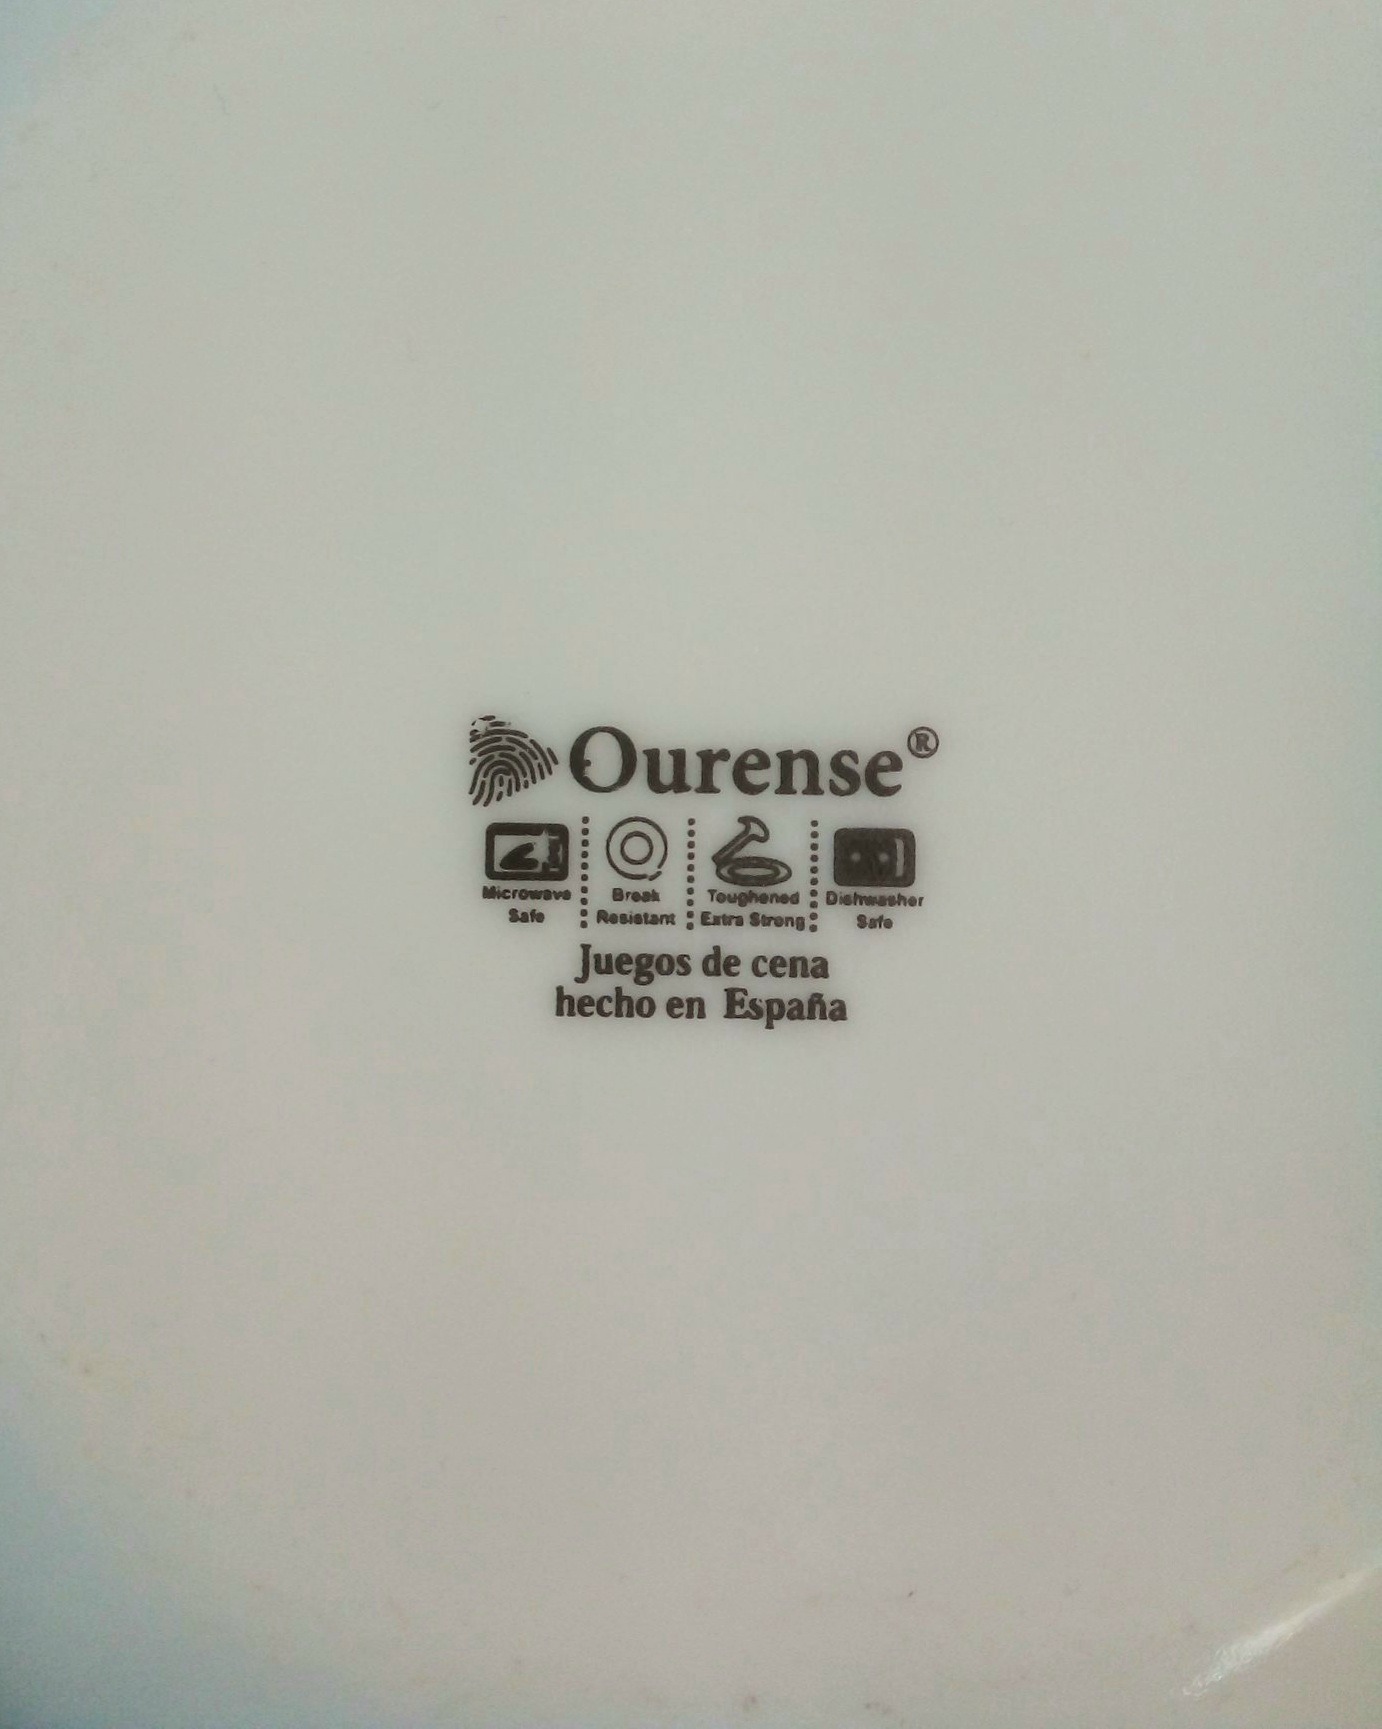 Ourense®
Microwave Safe
Break Resistant
Toughened Extra Strong
Dishwasher Safe
Juegos de cena
hecho en España